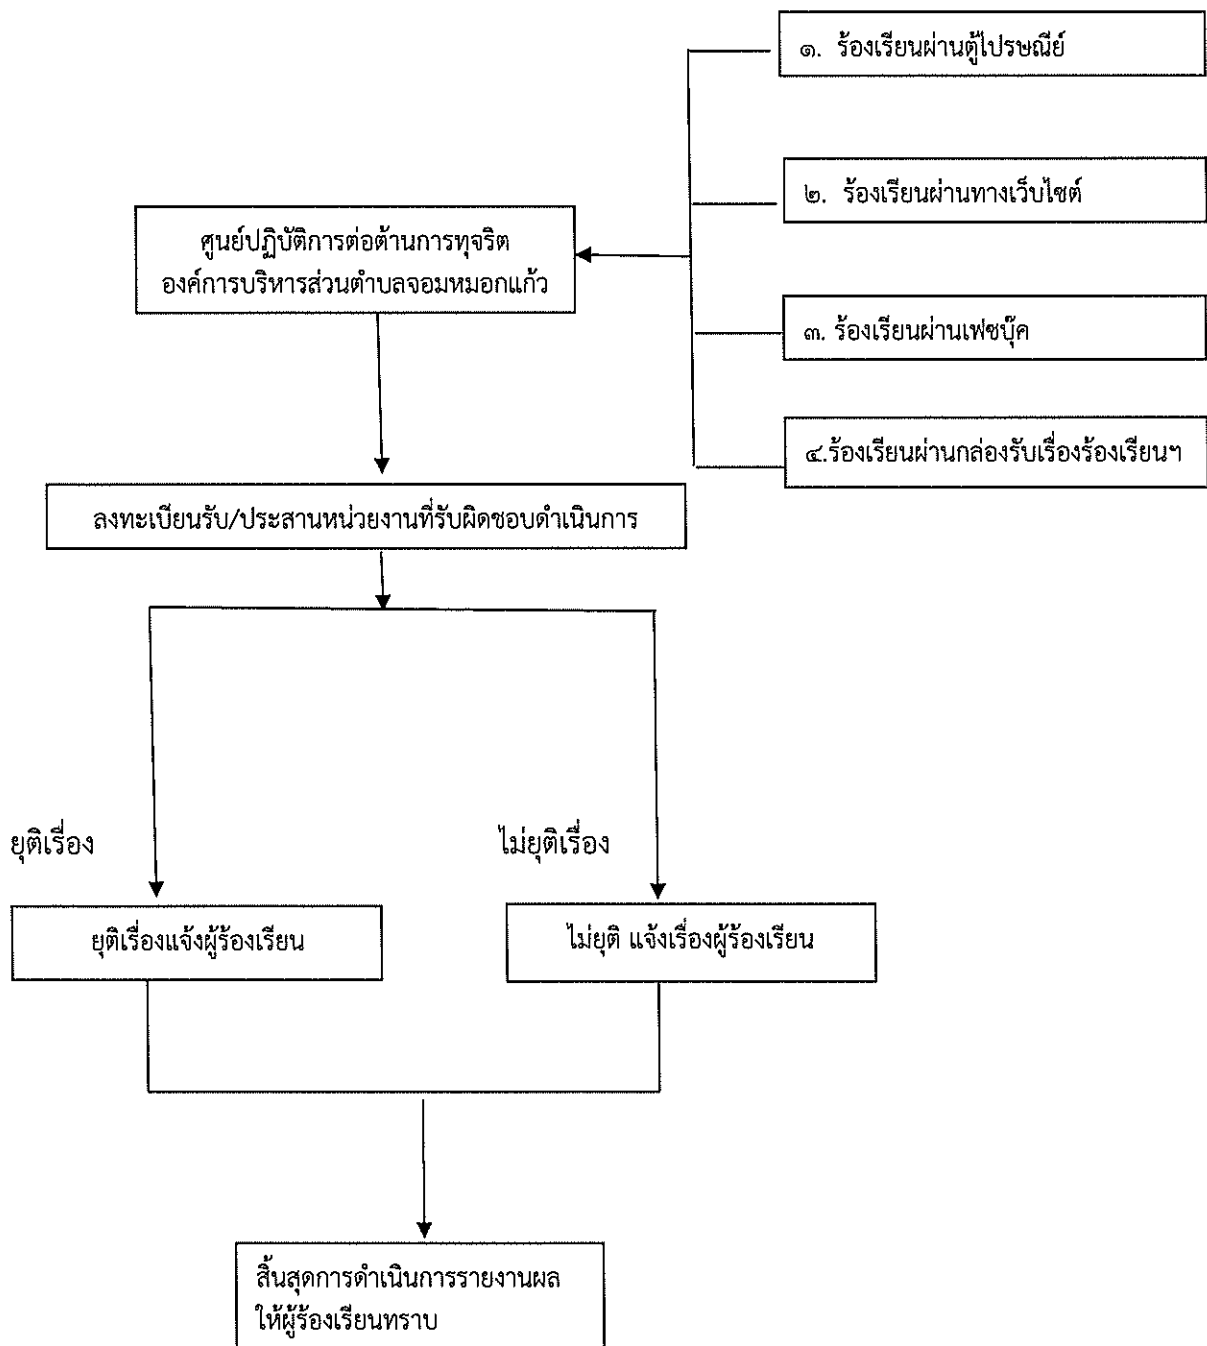 ๑. ร้องเรียนผ่านตู้ไปรษณีย์
๒. ร้องเรียนผ่านทางเว็บไซต์
ศูนย์ปฏิบัติการต่อต้านการทุจริต
องค์การบริหารส่วนตำบลจอมหมอกแก้ว
๓. ร้องเรียนผ่านเฟซบุ๊ค
๔.ร้องเรียนผ่านกล่องรับเรื่องร้องเรียนฯ
ลงทะเบียนรับ/ประสานหน่วยงานที่รับผิดชอบดำเนินการ
ยุติเรื่อง
ไม่ยุติเรื่อง
ยุติเรื่องแจ้งผู้ร้องเรียน
ไม่ยุติ แจ้งเรื่องผู้ร้องเรียน
สิ้นสุดการดำเนินการรายงานผล
ให้ผู้ร้องเรียนทราบ